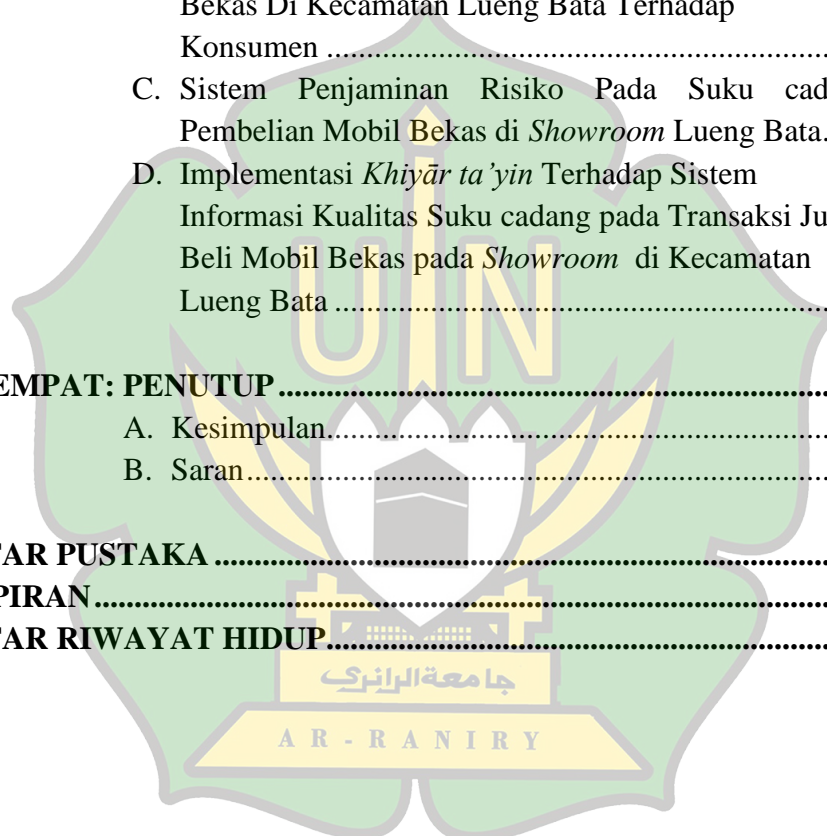 Bekas Di Kecamatan Lueng Bata Terhadap
Konsumen ........................................................
C. Sistem Penjaminan Risiko Pada Suku cad
Pembelian Mobil Bekas di Showroom Lueng Bata.
D. Implementasi Khiyār ta’yin Terhadap Sistem
Informasi Kualitas Suku cadang pada Transaksi Ju
Beli Mobil Bekas pada Showroom di Kecamatan
Lueng Bata .......................................................
UIN
EMPAT: PENUTUP.............................................................
A. Kesimpulan................................................................
B. Saran...........................................................................
AR PUSTAKA ......................................................................
PIRAN...................................................................................
AR RIWAYAT HIDUP.........................................................
جامعة الرانري
AR-RANIRY